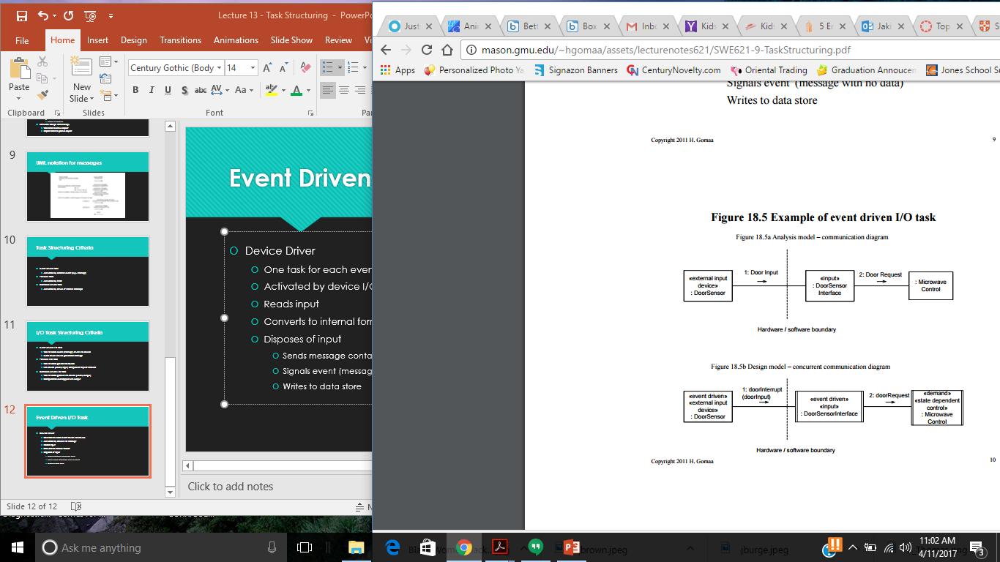 Lecture 13 - Task Structuring - PowerPo
File
Home
Insert
Design
Transitions
Animations
Slide Show
Review
Paste
New
Slide
Century Gothic (Body
14
B I U S abc AV Aa A
Clipboard
Slides
Font
9
UML notation for messages
10
Task Structuring Criteria
11
I/O Task Structuring Criteria
12
Event Driven I/O Task
Event Driven
Device Driver
One task for each even
Activated by device I/O
Reads input
Converts to internal form
Disposes of input
Sends message conta
Signals event (messag
Writes to data store
Click to add notes
Slide 12 of 12
Just
Anim
Bett
Box
Inbo
Kids
Kids
5 Er
Jaki
Top
mason.gmu.edu/~hgomaa/assets/lecturenotes621/SWE621-9-TaskStructuring.pdf
Apps
Personalized Photo Ya
Signazon Banners
CenturyNovelty.com
Oriental Trading
Graduation Annoucem
Jones School Su
Signals event (message with no data)
Writes to data store
Copyright 2011 H. Gomaa
9
Figure 18.5 Example of event driven I/O task
Figure 18.5a Analysis model – communication diagram
«external input
device»
: DoorSensor
1: Door Input
«input»
: DoorSensor
Interface
2: Door Request
: Microwave
Control
Hardware / software boundary
Figure 18.5b Design model – concurrent communication diagram
«event driven»
«external input
device»
: DoorSensor
1: doorInterrupt
(doorInput)
«event driven»
«input»
: DoorSensorInterface
2: doorRequest
«demand»
«state dependent
control»
: Microwave
Control
Hardware / software boundary
Copyright 2011 H. Gomaa
10
Ask me anything
brown.jpeg
jburge.jpeg
11:02 AM
4/11/2017
3